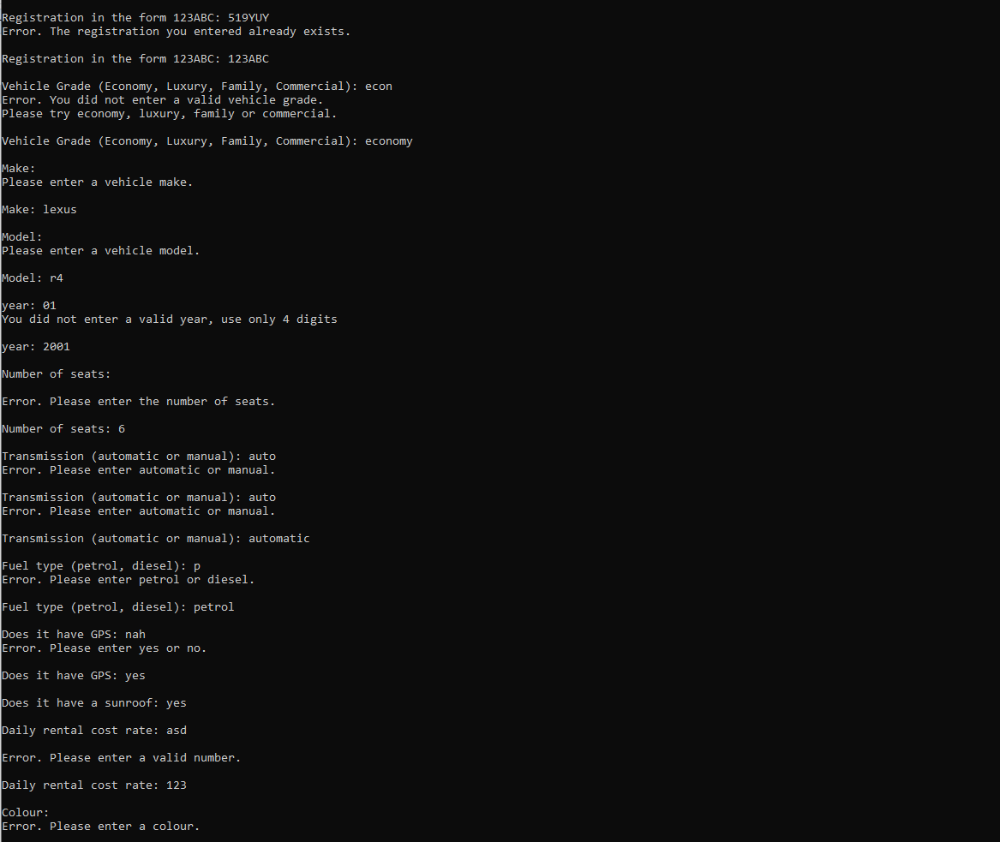 Registration in the form 123ABC: 519YUY
Error. The registration you entered already exists.
Registration in the form 123ABC: 123ABC
Vehicle Grade (Economy, Luxury, Family, Commercial): econ
Error. You did not enter a valid vehicle grade.
Please try economy, luxury, family or commercial.
Vehicle Grade (Economy, Luxury, Family, Commercial): economy
Make:
Please enter a vehicle make.
Make: lexus
Model:
Please enter a vehicle model.
Model: r4
year: 01
You did not enter a valid year, use only 4 digits
year: 2001
Number of seats:
Error. Please enter the number of seats.
Number of seats: 6
Transmission (automatic or manual): auto
Error. Please enter automatic or manual.
Transmission (automatic or manual): auto
Error. Please enter automatic or manual.
Transmission (automatic or manual): automatic
Fuel type (petrol, diesel): p
Error. Please enter petrol or diesel.
Fuel type (petrol, diesel): petrol
Does it have GPS: nah
Error. Please enter yes or no.
Does it have GPS: yes
Does it have a sunroof: yes
Daily rental cost rate: asd
Error. Please enter a valid number.
Daily rental cost rate: 123
Colour:
Error. Please enter a colour.